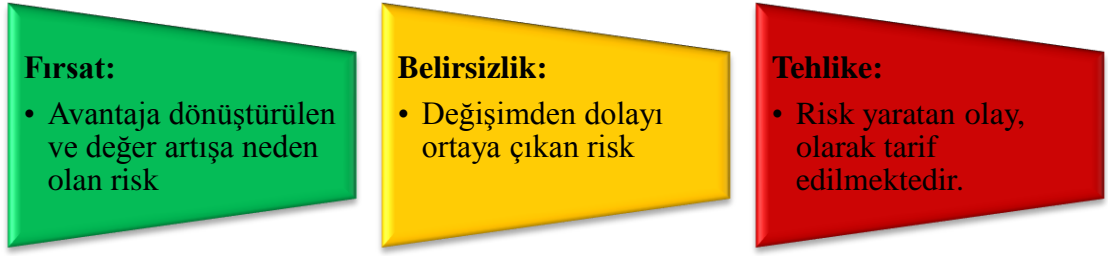 Fırsat:
• Avantaja dönüştürülen
ve değer artışa neden
olan risk
Belirsizlik:
• Değişimden dolayı
ortaya çıkan risk
Tehlike:
• Risk yaratan olay,
olarak tarif
edilmektedir.